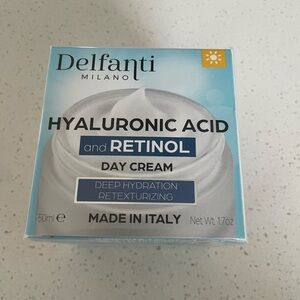 Delfanti
MILANO
HYALURONIC ACID
and RETINOL
DAY CREAM
DEEP HYDRATION
RETEXTURIZING
50ml ℮ Net Wt. 1.7oz
MADE IN ITALY